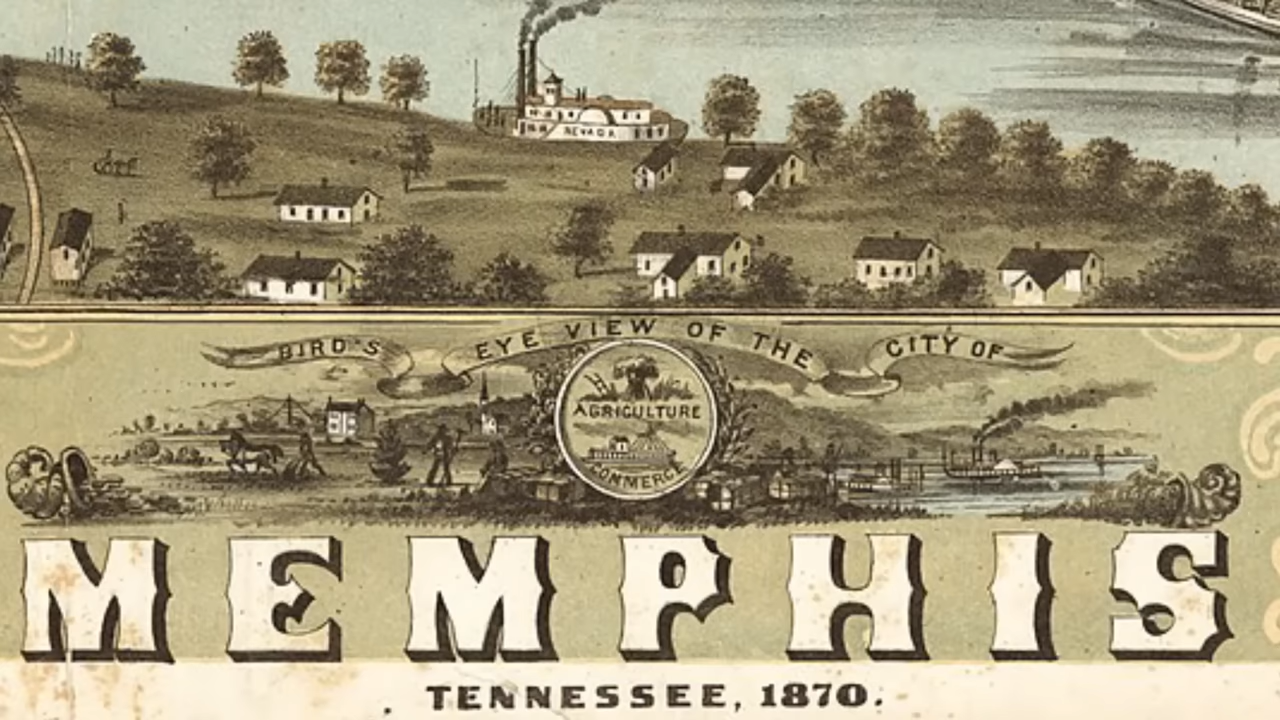 NEVADA
BIRD'S EYE VIEW OF THE CITY OF
AGRICULTURE
COMMERCE
MEMPHIS
TENNESSEE, 1870.